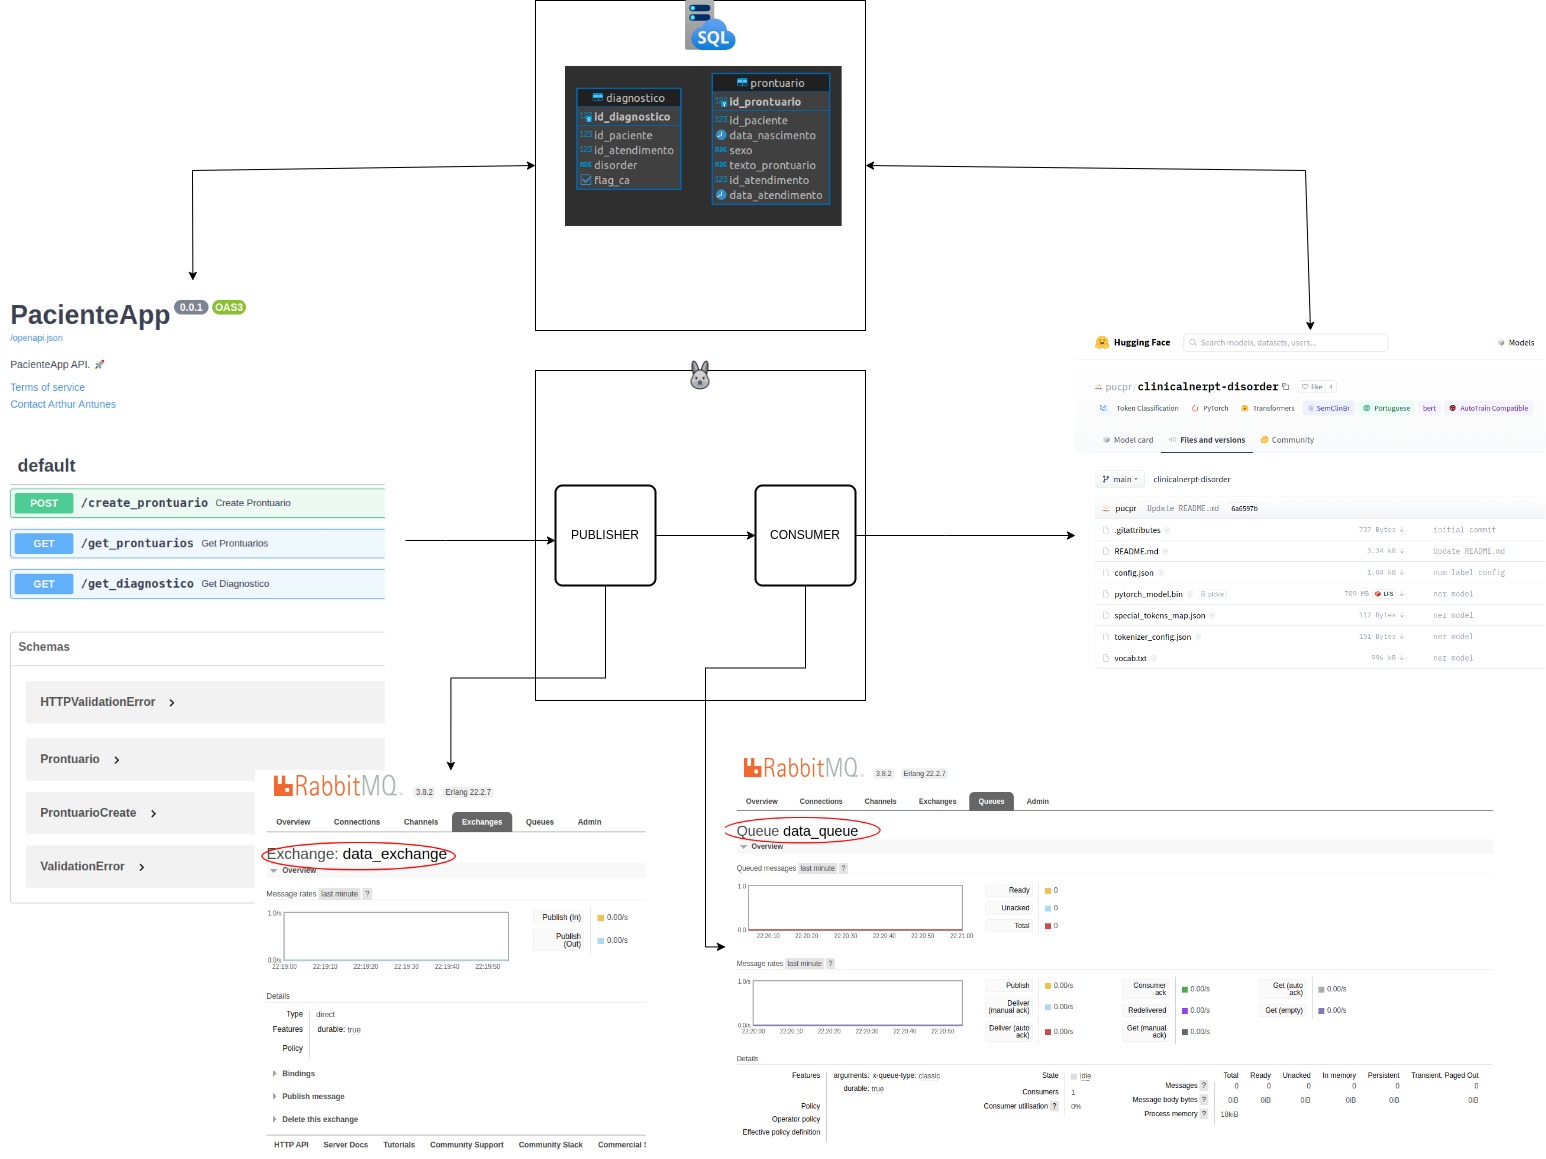 SQL
diagnostico
id_diagnostico
123 id_paciente
123 id_atendimento
ABC disorder
flag_ca
prontuario
id_prontuario
123 id_paciente
data_nascimento
ABC sexo
ABC texto_prontuario
123 id_atendimento
data_atendimento
PacienteApp 0.0.1 OAS3
/openapi.json
PacienteApp API.
Terms of service
Contact Arthur Antunes
default
POST /create_prontuario Create Prontuario
GET /get_prontuarios Get Prontuarios
GET /get_diagnostico Get Diagnostico
Schemas
HTTPValidationError
Prontuario
ProntuarioCreate
ValidationError
PUBLISHER
CONSUMER
Hugging Face Search models, datasets, users... Models
pucpr/clinicalnerpt-disorder like 4
Token Classification PyTorch Transformers SemClinBr Portuguese bert AutoTrain Compatible
Model card Files and versions Community
main clinicalnerpt-disorder
pucpr Update README.md 6a6597b
.gitattributes 737 Bytes initial commit
README.md 3.34 kB Update README.md
config.json 1.04 kB num label config
pytorch_model.bin pickle 709 MB LFS ner model
special_tokens_map.json 112 Bytes ner model
tokenizer_config.json 151 Bytes ner model
vocab.txt 996 kB ner model
RabbitMQ 3.8.2 Erlang 22.2.7
Overview Connections Channels Exchanges Queues Admin
Exchange: data_exchange
Overview
Message rates last minute ?
1.0/s
0.0/s
22:19:00 22:19:10 22:19:20 22:19:30 22:19:40 22:19:50
Publish (In) 0.00/s
Publish (Out) 0.00/s
Details
Type direct
Features durable: true
Policy
Bindings
Publish message
Delete this exchange
HTTP API Server Docs Tutorials Community Support Community Slack Commercial
RabbitMQ 3.8.2 Erlang 22.2.7
Overview Connections Channels Exchanges Queues Admin
Queue data_queue
Overview
Queued messages last minute ?
1.0
0.0
22:20:10 22:20:20 22:20:30 22:20:40 22:20:50 22:21:00
Ready 0
Unacked 0
Total 0
Message rates last minute ?
1.0/s
0.0/s
22:20:00 22:20:10 22:20:20 22:20:30 22:20:40 22:20:50
Publish 0.00/s
Deliver (manual ack) 0.00/s
Deliver (auto ack) 0.00/s
Consumer ack 0.00/s
Redelivered 0.00/s
Get (manual ack) 0.00/s
Get (auto ack) 0.00/s
Get (empty) 0.00/s
Details
Features arguments: x-queue-type: classic
durable: true
Policy
Operator policy
Effective policy definition
State idle
Consumers 1
Consumer utilisation ? 0%
Total Ready Unacked In memory Persistent Transient, Paged Out
Messages ? 0 0 0 0 0 0
Message body bytes ? 0iB 0iB 0iB 0iB 0iB 0iB
Process memory ? 18kiB